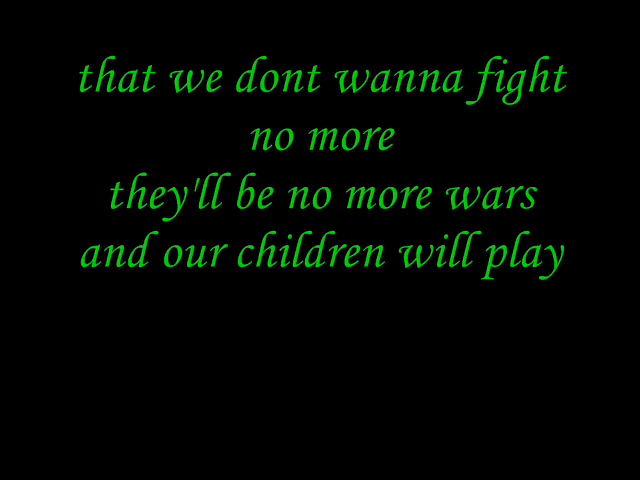 that we dont wanna fight
no more
they'll be no more wars
and our children will play